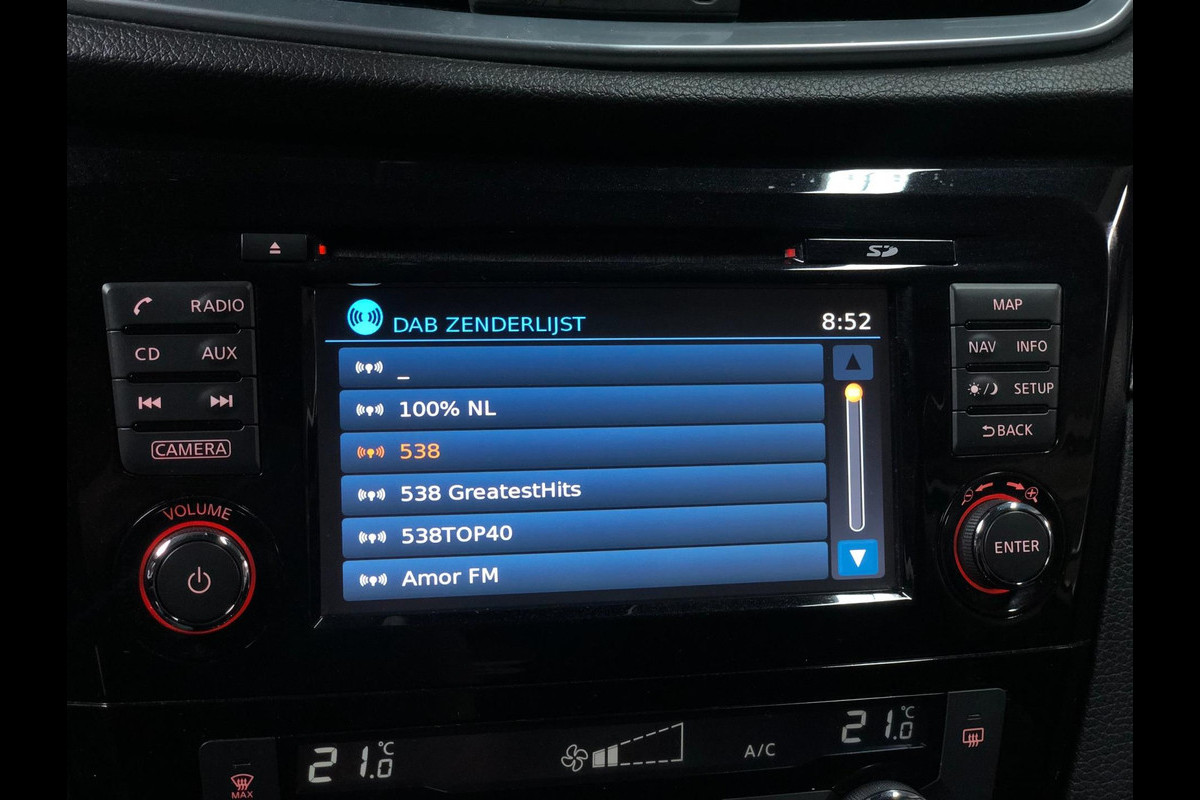 SD
RADIO
CD AUX
CAMERA
VOLUME
DAB ZENDERLIJST 8:52
_
100% NL
538
538 GreatestHits
538TOP40
Amor FM
MAP
NAV INFO
SETUP
BACK
ENTER
21.0°C
A/C
21.0°C
MAX